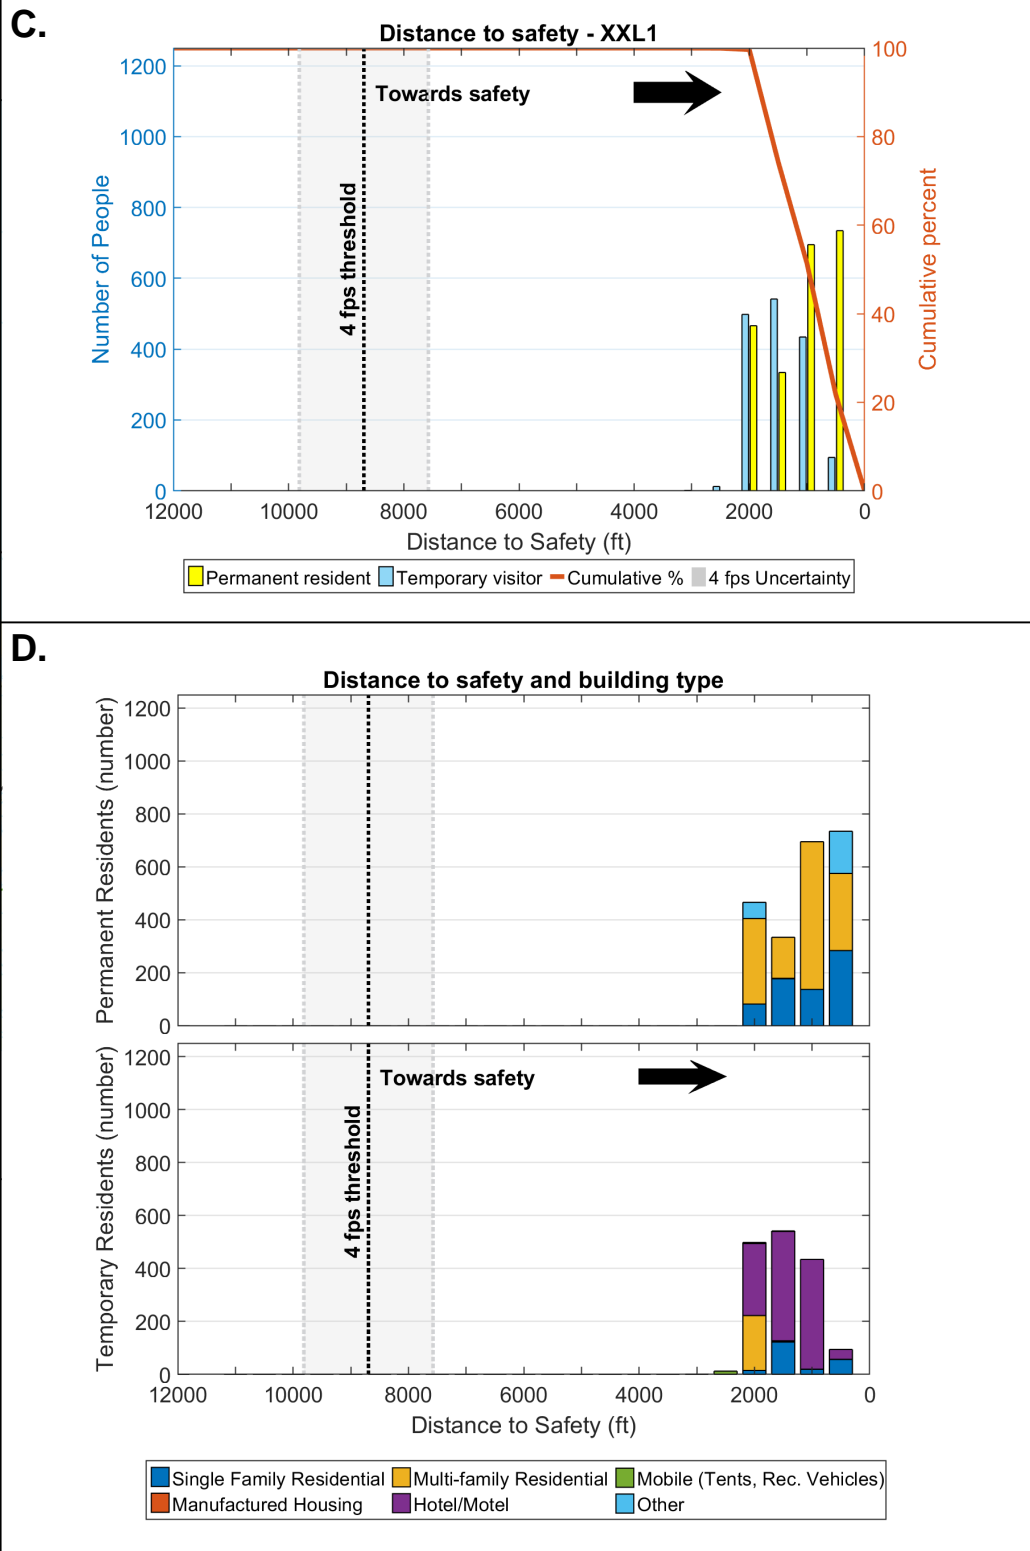 C.
Distance to safety - XXL1
1200
1000
800
600
400
200
0
Number of People
100
80
60
40
20
0
Cumulative percent
Towards safety
4 fps threshold
12000 10000 8000 6000 4000 2000 0
Distance to Safety (ft)
Permanent resident Temporary visitor Cumulative % 4 fps Uncertainty
D.
Distance to safety and building type
1200
1000
800
600
400
200
0
Permanent Residents (number)
1200
1000
800
600
400
200
0
Temporary Residents (number)
Towards safety
4 fps threshold
12000 10000 8000 6000 4000 2000 0
Distance to Safety (ft)
Single Family Residential Multi-family Residential Mobile (Tents, Rec. Vehicles)
Manufactured Housing Hotel/Motel Other